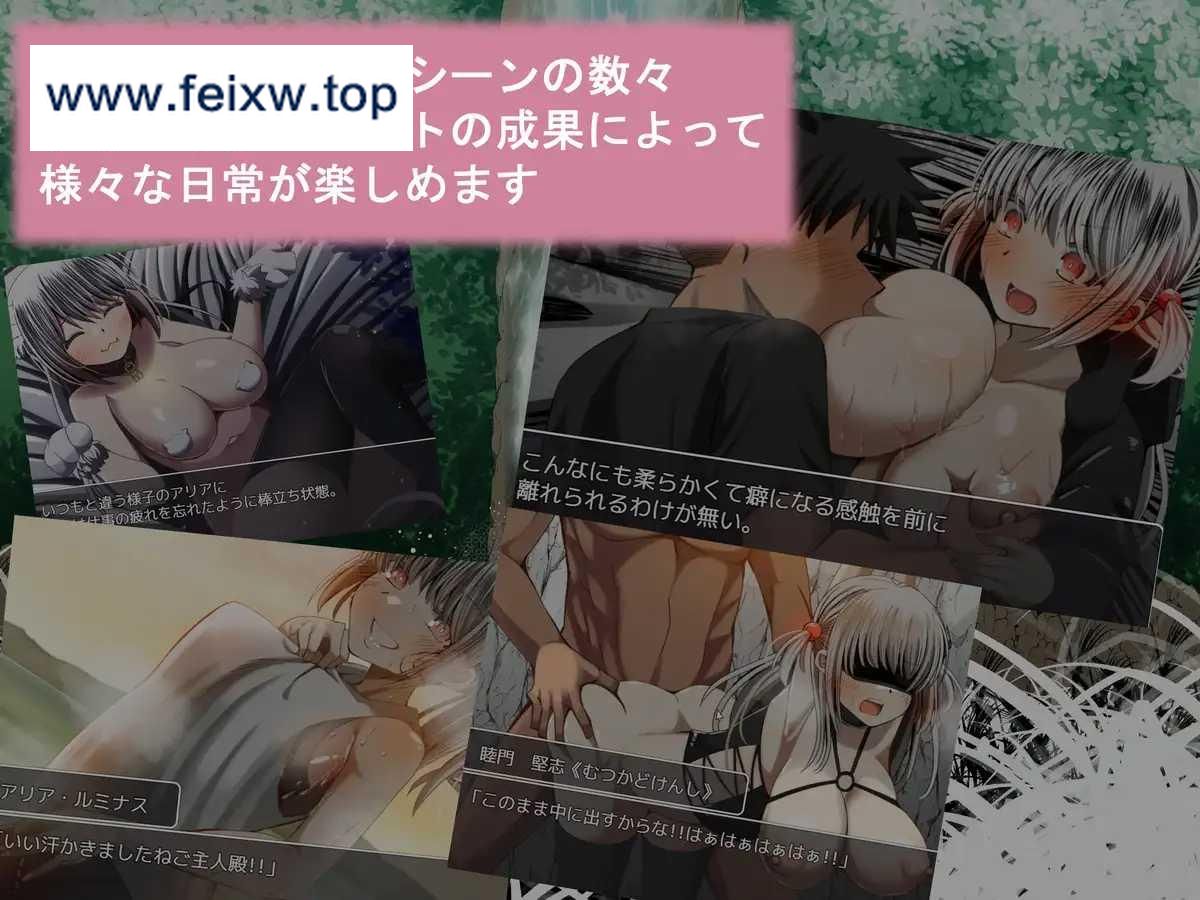 www.feixw.top
シーンの数々
トの成果によって
様々な日常が楽しめます
いつもと違う様子のアリアに
仕事の疲れを忘れたように棒立ち状態。
こんなにも柔らかくて癖になる感触を前に
離れられるわけが無い。
アリア・ルミナス
「いい汗かきましたねご主人殿!!」
睦門 堅志《むつかどけんし》
「このまま中に出すからな!!はぁはぁはぁはぁ!!」